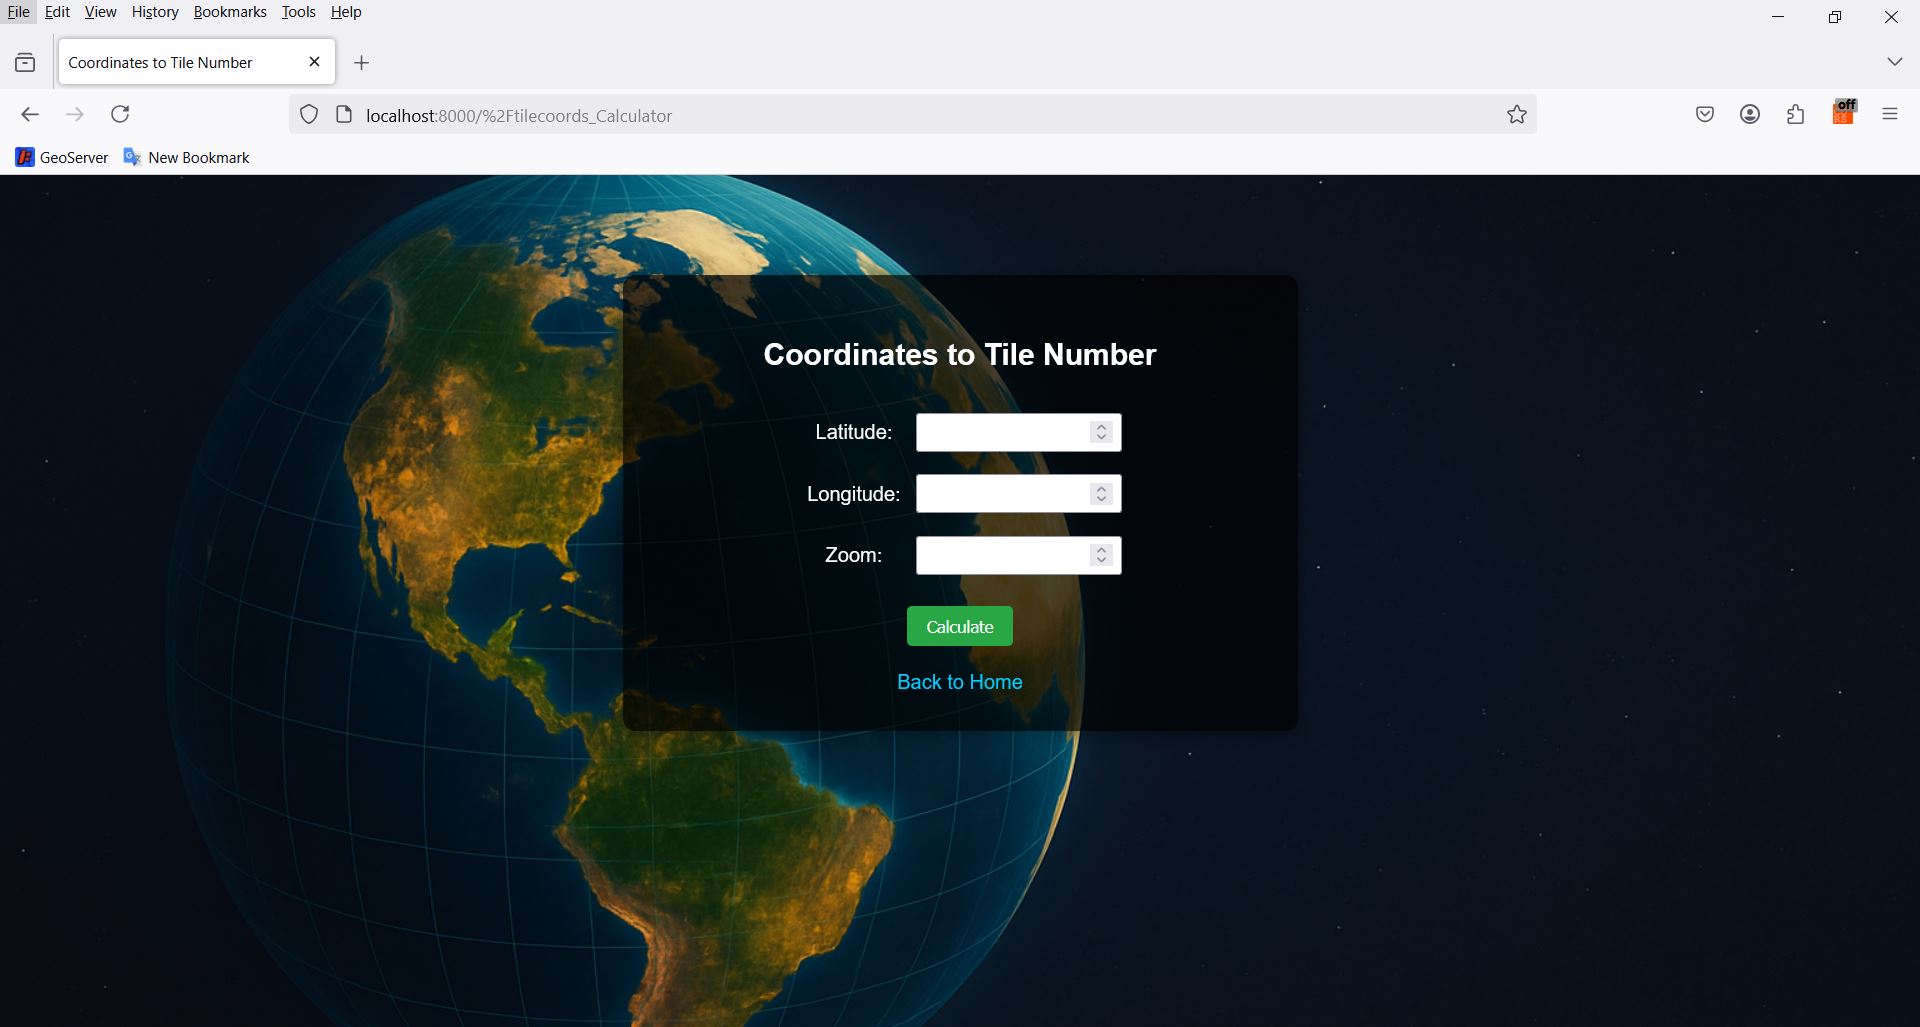 File Edit View History Bookmarks Tools Help
Coordinates to Tile Number
localhost:8000/%2Ftilecoords_Calculator
off
RS
GeoServer New Bookmark
Coordinates to Tile Number
Latitude:
Longitude:
Zoom:
Calculate
Back to Home